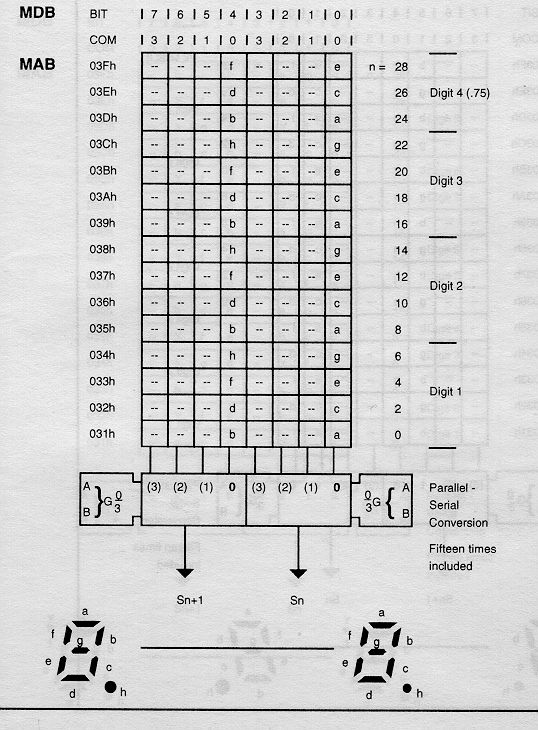 MDB BIT | 7 | 6 | 5 | 4 | 3 | 2 | 1 | 0
COM | 3 | 2 | 1 | 0 | 3 | 2 | 1 | 0
MAB 03Fh -- -- -- f -- -- -- e n = 28
03Eh -- -- -- d -- -- -- c 26 Digit 4 (.75)
03Dh -- -- -- b -- -- -- a 24
03Ch -- -- -- h -- -- -- g 22
03Bh -- -- -- f -- -- -- e 20 Digit 3
03Ah -- -- -- d -- -- -- c 18
039h -- -- -- b -- -- -- a 16
038h -- -- -- h -- -- -- g 14
037h -- -- -- f -- -- -- e 12 Digit 2
036h -- -- -- d -- -- -- c 10
035h -- -- -- b -- -- -- a 8
034h -- -- -- h -- -- -- g 6
033h -- -- -- f -- -- -- e 4 Digit 1
032h -- -- -- d -- -- -- c 2
031h -- -- -- b -- -- -- a 0
A B } G 0/3 (3) (2) (1) 0 (3) (2) (1) 0 0/3 G { A B
Parallel -
Serial
Conversion
Fifteen times
included
Sn+1 Sn
a a
f g b f g b
e c e c
d h d h